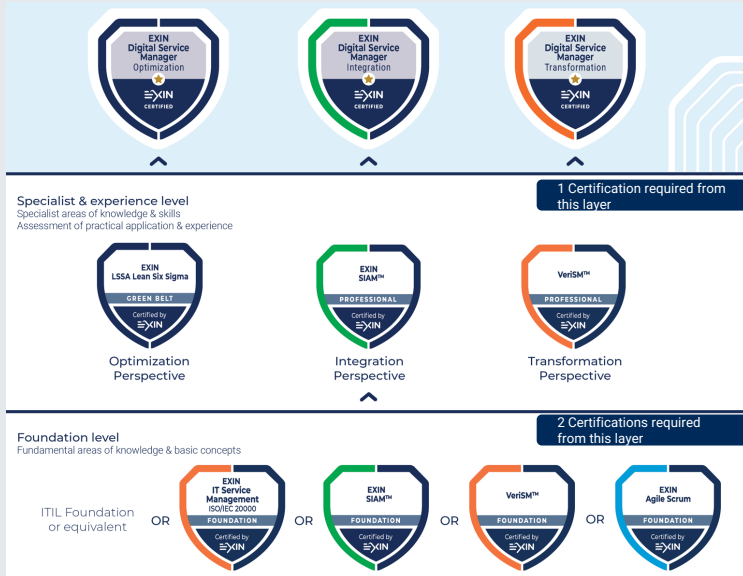 EXIN
Digital Service
Manager
Optimization
EXIN
CERTIFIED
EXIN
Digital Service
Manager
Integration
EXIN
CERTIFIED
EXIN
Digital Service
Manager
Transformation
EXIN
CERTIFIED
Specialist & experience level
Specialist areas of knowledge & skills
Assessment of practical application & experience
1 Certification required from
this layer
EXIN
LSSA Lean Six Sigma
GREEN BELT
Certified by
EXIN
Optimization
Perspective
EXIN
SIAM™
PROFESSIONAL
Certified by
EXIN
Integration
Perspective
VeriSM™
PROFESSIONAL
Certified by
EXIN
Transformation
Perspective
Foundation level
Fundamental areas of knowledge & basic concepts
2 Certifications required
from this layer
ITIL Foundation
or equivalent
OR
EXIN
IT Service
Management
ISO/IEC 20000
FOUNDATION
Certified by
EXIN
OR
EXIN
SIAM™
FOUNDATION
Certified by
EXIN
OR
VeriSM™
FOUNDATION
Certified by
EXIN
OR
EXIN
Agile Scrum
FOUNDATION
Certified by
EXIN